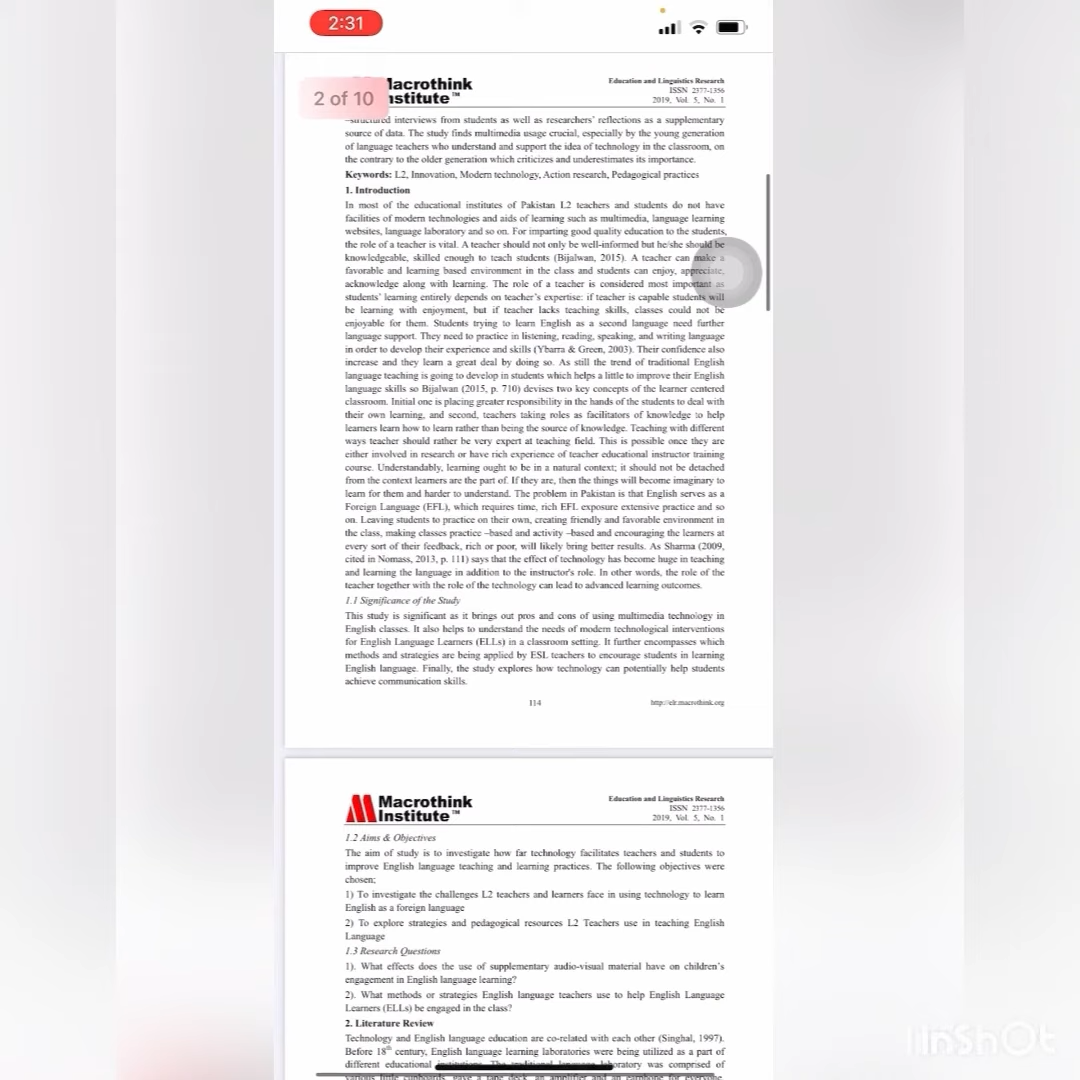 2:31
2 of 10
Macrothink
Institute™
Education and Linguistics Research
ISSN 2377-1356
2019, Vol. 5, No. 1
–structured interviews from students as well as researchers' reflections as a supplementary
source of data. The study finds multimedia usage crucial, especially by the young generation
of language teachers who understand and support the idea of technology in the classroom, on
the contrary to the older generation which criticizes and underestimates its importance.
Keywords: L2, Innovation, Modern technology, Action research, Pedagogical practices
1. Introduction
In most of the educational institutes of Pakistan L2 teachers and students do not have
facilities of modern technologies and aids of learning such as multimedia, language learning
websites, language laboratory and so on. For imparting good quality education to the students,
the role of a teacher is vital. A teacher should not only be well-informed but he/she should be
knowledgeable, skilled enough to teach students (Bijalwan, 2015). A teacher can make a
favorable and learning based environment in the class and students can enjoy, appreciate,
acknowledge along with learning. The role of a teacher is considered most important as
students' learning entirely depends on teacher's expertise: if teacher is capable students will
be learning with enjoyment, but if teacher lacks teaching skills, classes could not be
enjoyable for them. Students trying to learn English as a second language need further
language support. They need to practice in listening, reading, speaking, and writing language
in order to develop their experience and skills (Ybarra & Green, 2003). Their confidence also
increase and they learn a great deal by doing so. As still the trend of traditional English
language teaching is going to develop in students which helps a little to improve their English
language skills so Bijalwan (2015, p. 710) devises two key concepts of the learner centered
classroom. Initial one is placing greater responsibility in the hands of the students to deal with
their own learning, and second, teachers taking roles as facilitators of knowledge to help
learners learn how to learn rather than being the source of knowledge. Teaching with different
ways teacher should rather be very expert at teaching field. This is possible once they are
either involved in research or have rich experience of teacher educational instructor training
course. Understandably, learning ought to be in a natural context; it should not be detached
from the context learners are the part of. If they are, then the things will become imaginary to
learn for them and harder to understand. The problem in Pakistan is that English serves as a
Foreign Language (EFL), which requires time, rich EFL exposure extensive practice and so
on. Leaving students to practice on their own, creating friendly and favorable environment in
the class, making classes practice –based and activity –based and encouraging the learners at
every sort of their feedback, rich or poor, will likely bring better results. As Sharma (2009,
cited in Nomass, 2013, p. 111) says that the effect of technology has become huge in teaching
and learning the language in addition to the instructor's role. In other words, the role of the
teacher together with the role of the technology can lead to advanced learning outcomes.
1.1 Significance of the Study
This study is significant as it brings out pros and cons of using multimedia technology in
English classes. It also helps to understand the needs of modern technological interventions
for English Language Learners (ELLs) in a classroom setting. It further encompasses which
methods and strategies are being applied by ESL teachers to encourage students in learning
English language. Finally, the study explores how technology can potentially help students
achieve communication skills.
114
http://elr.macrothink.org
Macrothink
Institute™
Education and Linguistics Research
ISSN 2377-1356
2019, Vol. 5, No. 1
1.2 Aims & Objectives
The aim of study is to investigate how far technology facilitates teachers and students to
improve English language teaching and learning practices. The following objectives were
chosen;
1) To investigate the challenges L2 teachers and learners face in using technology to learn
English as a foreign language
2) To explore strategies and pedagogical resources L2 Teachers use in teaching English
Language
1.3 Research Questions
1). What effects does the use of supplementary audio-visual material have on children's
engagement in English language learning?
2). What methods or strategies English language teachers use to help English Language
Learners (ELLs) be engaged in the class?
2. Literature Review
Technology and English language education are co-related with each other (Singhal, 1997).
Before 18th century, English language learning laboratories were being utilized as a part of
different educational institutions. The traditional language laboratory was comprised of
various little cupboards, gave a tape deck, an amplifier and an earphone for everyone.
InShOt